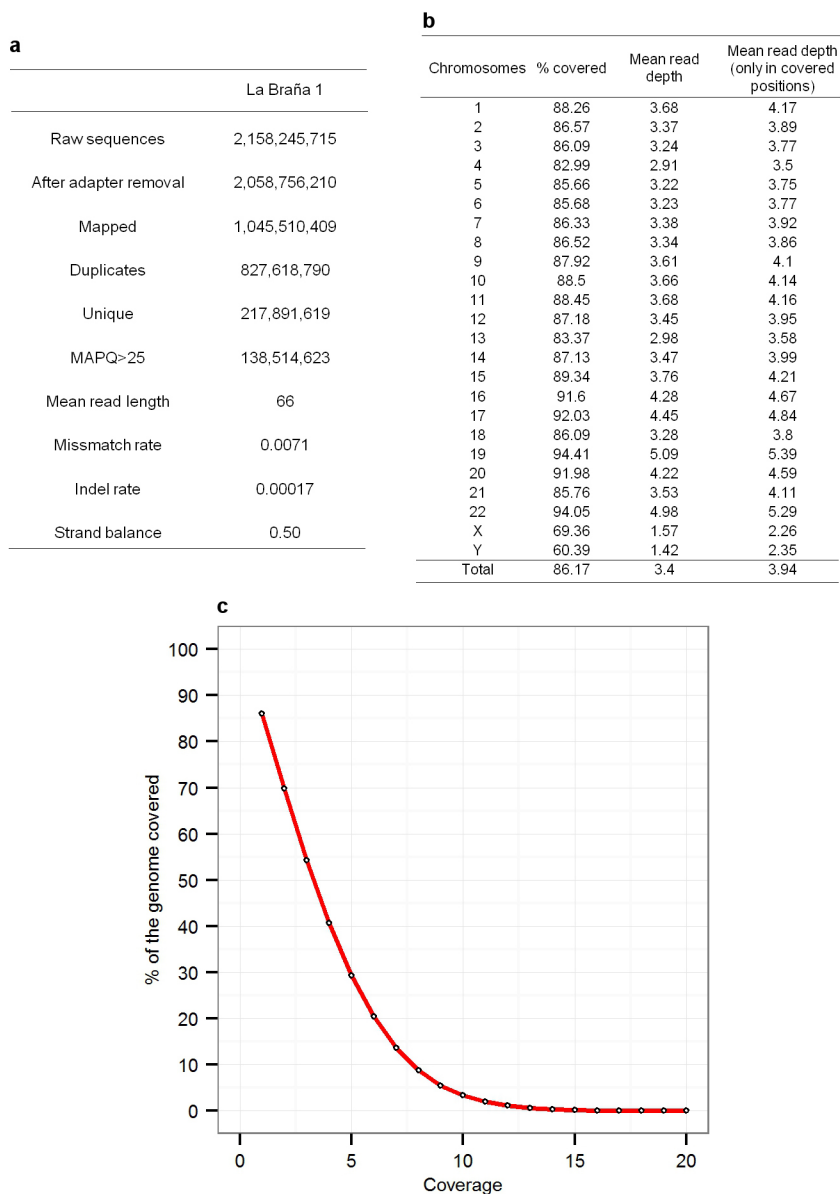 a
La Braña 1
Raw sequences 2,158,245,715
After adapter removal 2,058,756,210
Mapped 1,045,510,409
Duplicates 827,618,790
Unique 217,891,619
MAPQ>25 138,514,623
Mean read length 66
Missmatch rate 0.0071
Indel rate 0.00017
Strand balance 0.50
b
Chromosomes % covered Mean read depth Mean read depth (only in covered positions)
1 88.26 3.68 4.17
2 86.57 3.37 3.89
3 86.09 3.24 3.77
4 82.99 2.91 3.5
5 85.66 3.22 3.75
6 85.68 3.23 3.77
7 86.33 3.38 3.92
8 86.52 3.34 3.86
9 87.92 3.61 4.1
10 88.5 3.66 4.14
11 88.45 3.68 4.16
12 87.18 3.45 3.95
13 83.37 2.98 3.58
14 87.13 3.47 3.99
15 89.34 3.76 4.21
16 91.6 4.28 4.67
17 92.03 4.45 4.84
18 86.09 3.28 3.8
19 94.41 5.09 5.39
20 91.98 4.22 4.59
21 85.76 3.53 4.11
22 94.05 4.98 5.29
X 69.36 1.57 2.26
Y 60.39 1.42 2.35
Total 86.17 3.4 3.94
c
% of the genome covered
100
90
80
70
60
50
40
30
20
10
0
0 5 10 15 20
Coverage